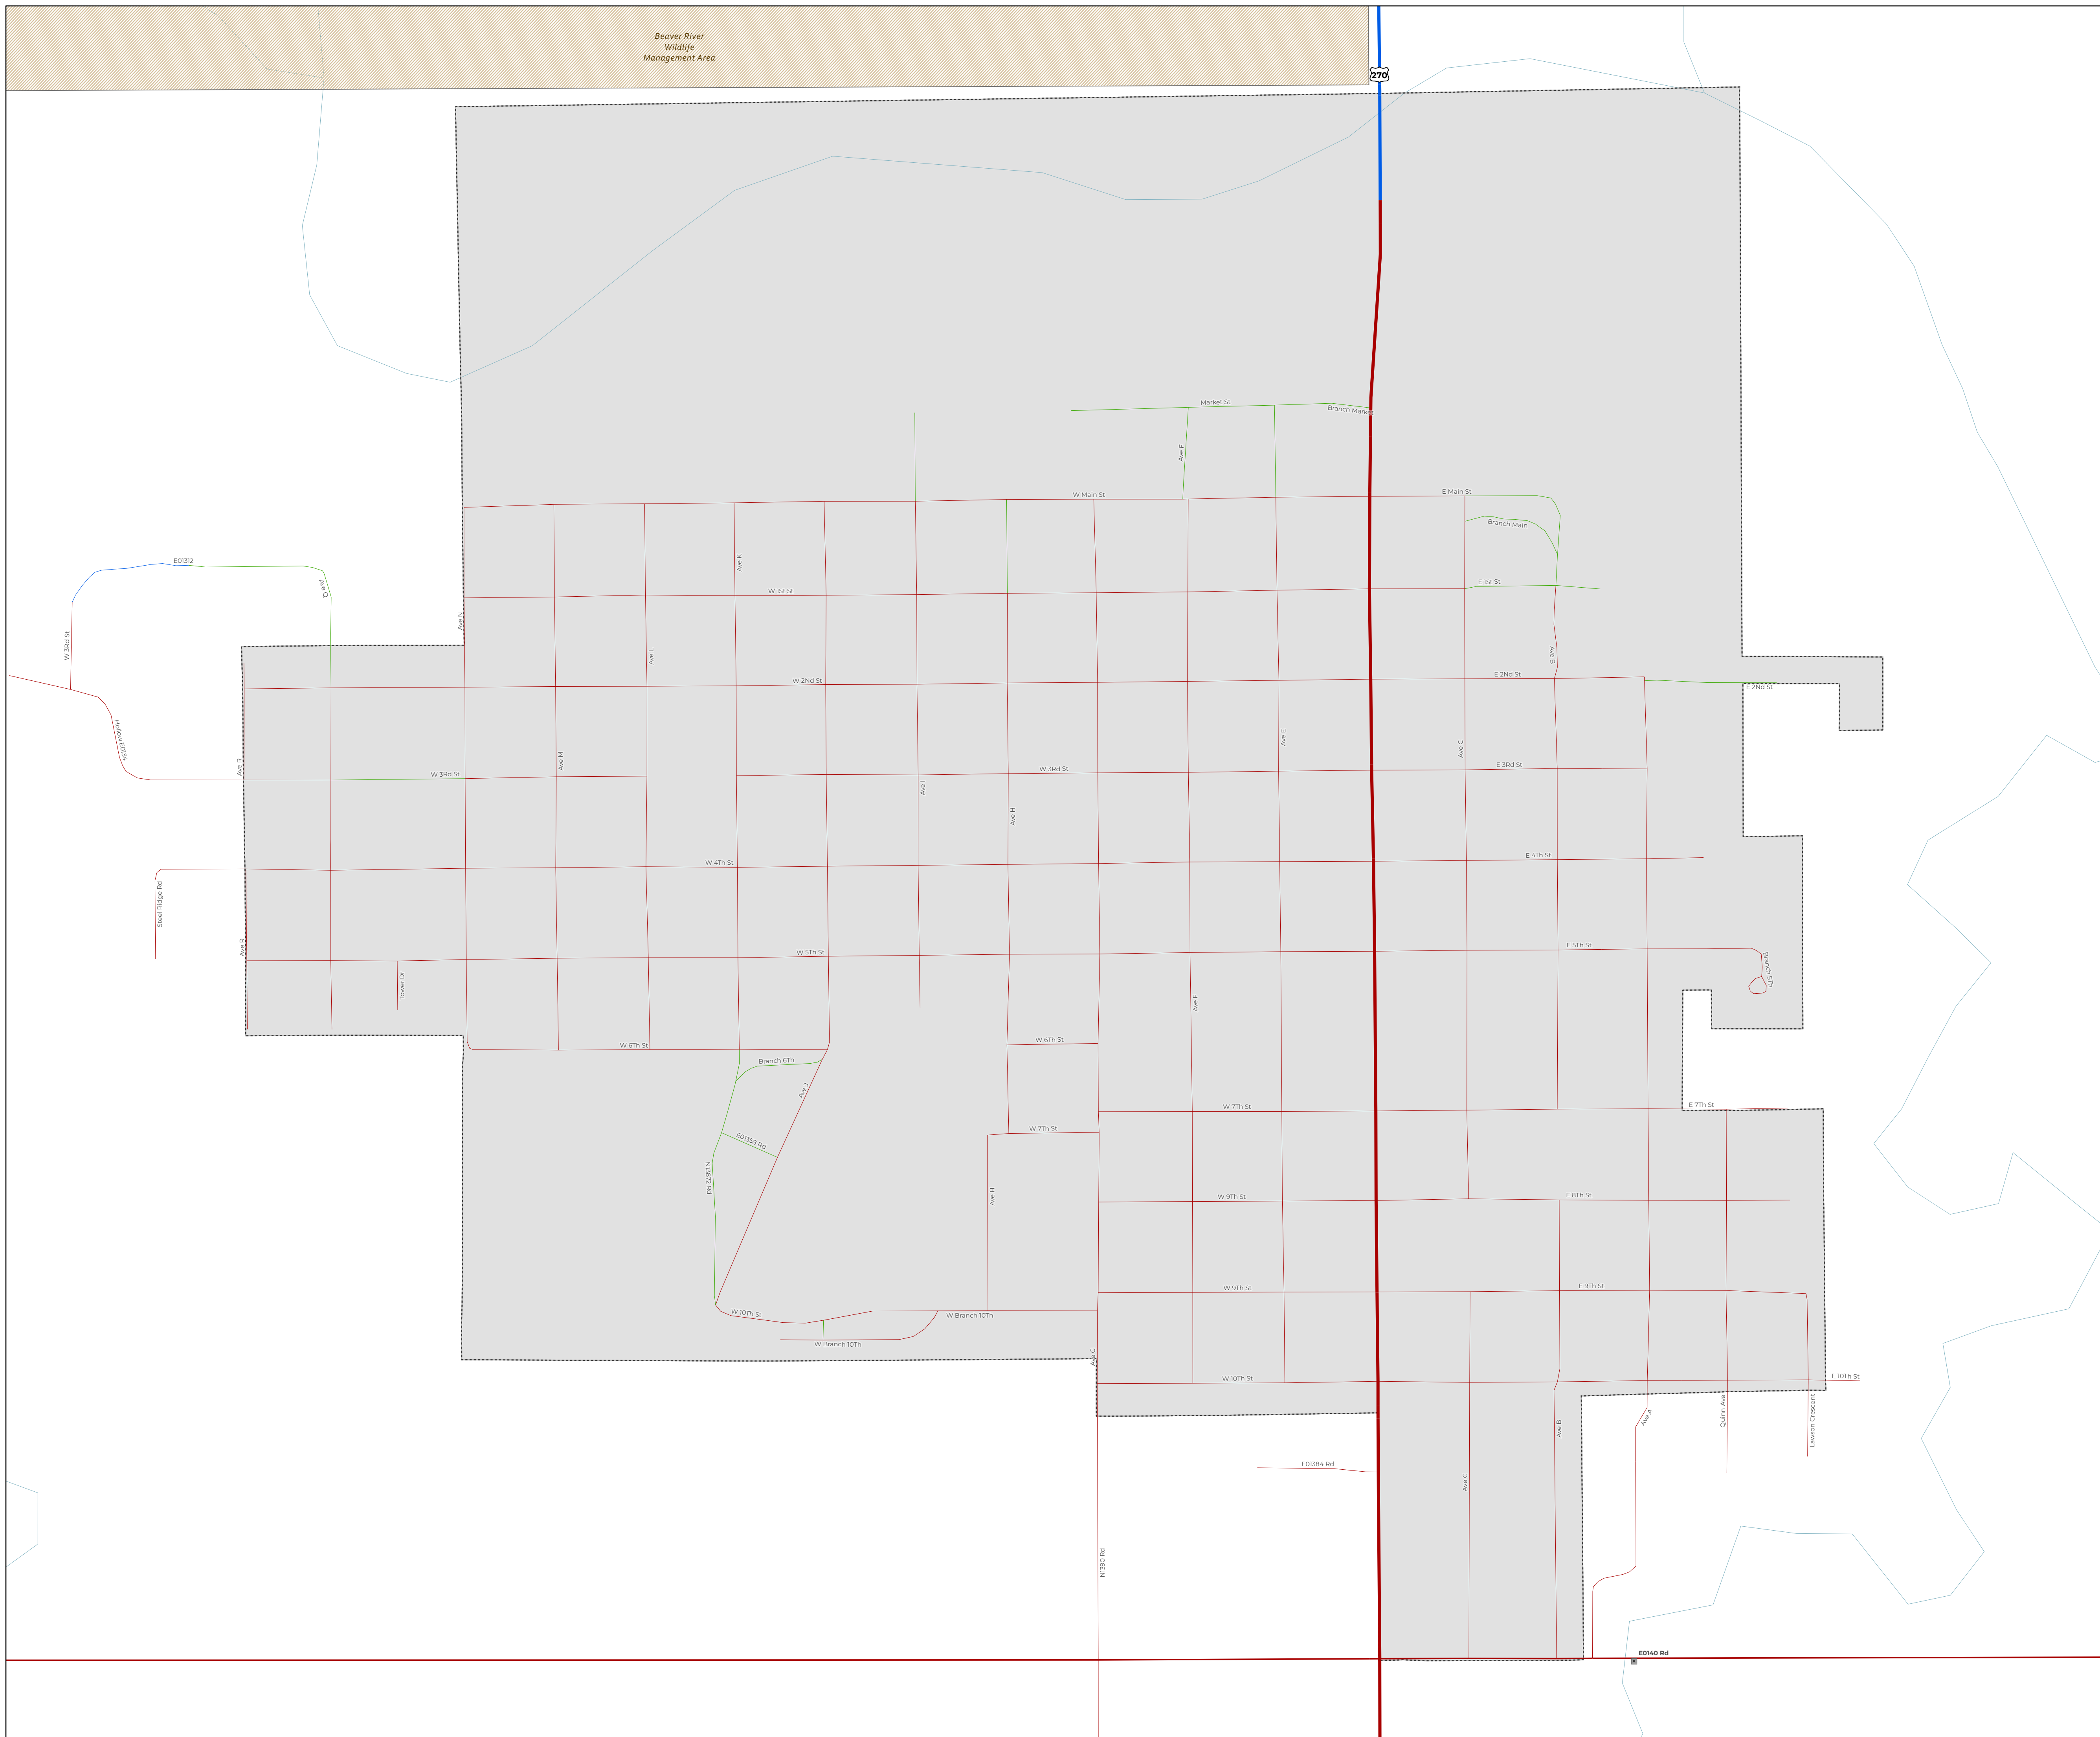 Beaver River
Wildlife
Management Area
270
Market St
Branch Marke
Ave F
W Main St
E Main St
Branch Main
E01312
Ave Q
Ave K
W 1St St
E 1St St
Ave N
W 3Rd St
Ave L
Ave B
W 2Nd St
E 2Nd St
E 2Nd St
Hollow E0134
Ave R
Ave M
Ave E
Ave C
W 3Rd St
W 3Rd St
E 3Rd St
Ave I
Ave H
W 4Th St
E 4Th St
Steel Ridge Rd
Ave R
W 5Th St
E 5Th St
Branch 5Th
Tower Dr
Ave F
W 6Th St
W 6Th St
Branch 6Th
Ave J
W 7Th St
E 7Th St
E01358 Rd
W 7Th St
N13872 Rd
Ave H
W 9Th St
E 8Th St
W 9Th St
E 9Th St
W 10Th St
W Branch 10Th
W Branch 10Th
Ave G
W 10Th St
E 10Th St
Ave B
Ave A
Quinn Ave
Lawson Crescent
E01384 Rd
Ave C
N1390 Rd
E0140 Rd